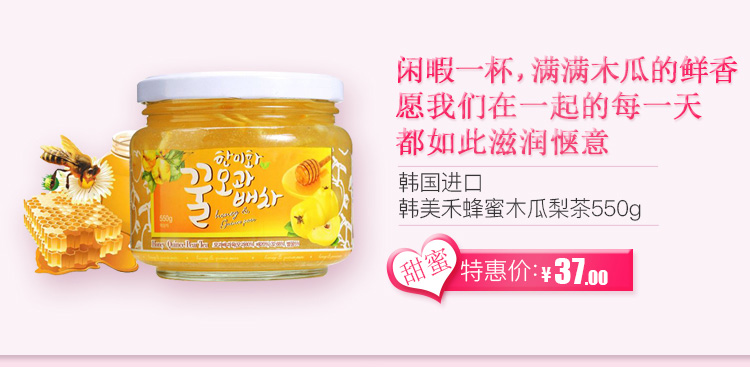 闲暇一杯,满满木瓜的鲜香
愿我们在一起的每一天
都如此滋润惬意
韩国进口
韩美禾蜂蜜木瓜梨茶550g
甜蜜
特惠价:¥37.00
한미화
꿀
모과
배차
550g